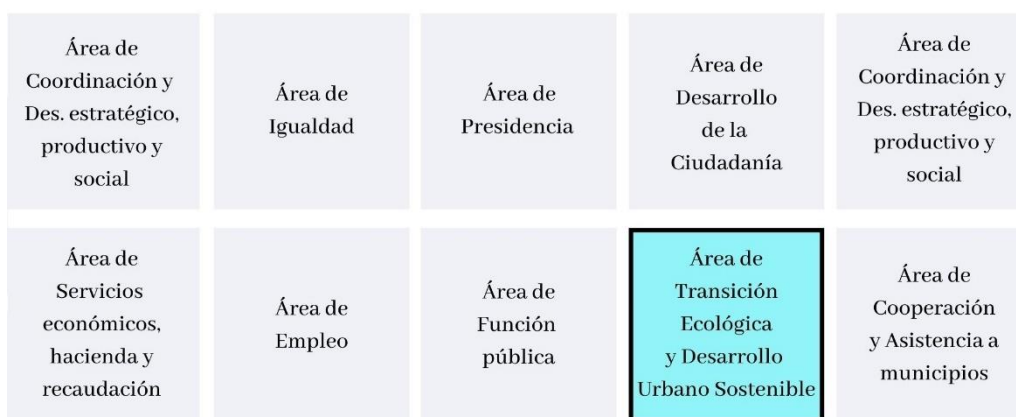 Área de
Coordinación y
Des. estratégico,
productivo y
social
Área de
Igualdad
Área de
Presidencia
Área de
Desarrollo
de la
Ciudadanía
Área de
Coordinación y
Des. estratégico,
productivo y
social
Área de
Servicios
económicos,
hacienda y
recaudación
Área de
Empleo
Área de
Función
pública
Área de
Transición
Ecológica
y Desarrollo
Urbano Sostenible
Área de
Cooperación
y Asistencia a
municipios